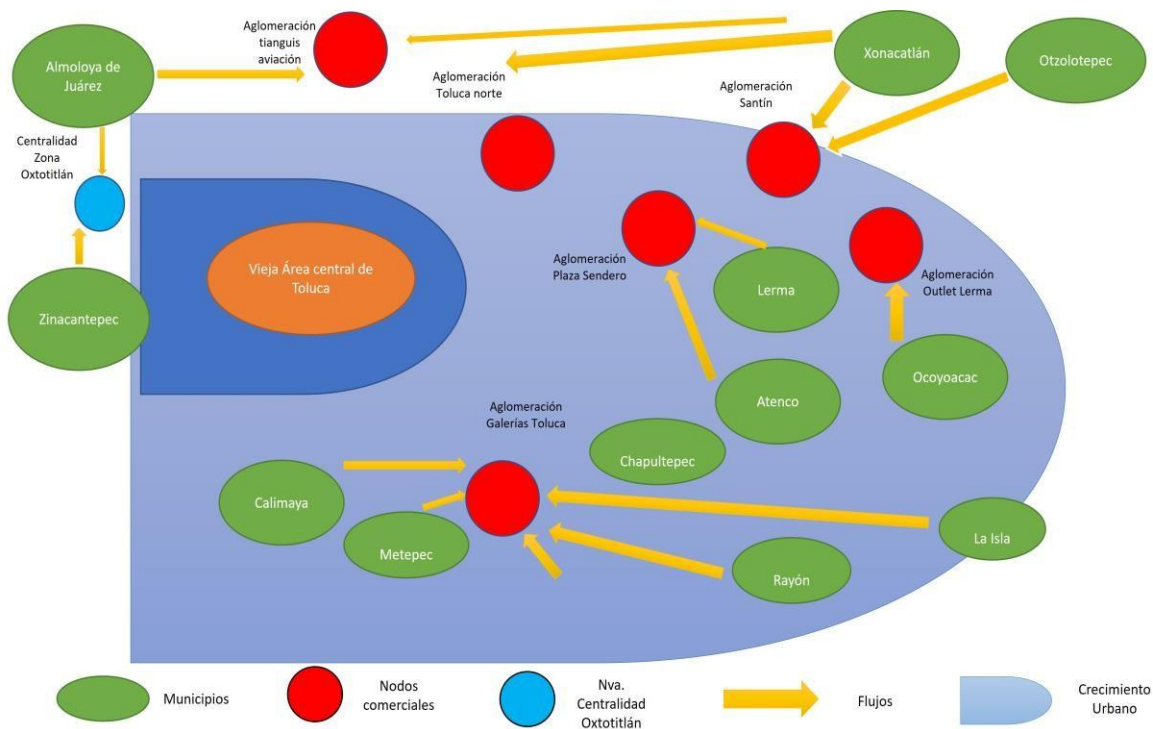 Aglomeración
tianguis
aviación
Almoloya de
Juárez
Xonacatlán
Otzolotepec
Aglomeración
Toluca norte
Aglomeración
Santín
Centralidad
Zona
Oxtotitlán
Vieja Área central de
Toluca
Aglomeración
Plaza Sendero
Lerma
Aglomeración
Outlet Lerma
Zinacantepec
Ocoyoacac
Atenco
Aglomeración
Galerías Toluca
Chapultepec
Calimaya
Metepec
La Isla
Rayón
Municipios
Nodos
comerciales
Nva.
Centralidad
Oxtotitlán
Flujos
Crecimiento
Urbano